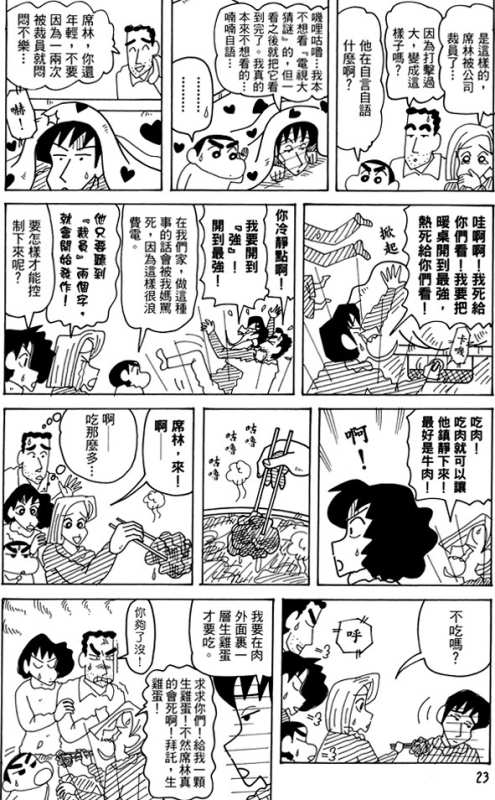 是這樣的，
席林被公司
裁員了…
因為打擊過
大，變成這
樣子嗎？
他在自言自語
什麼啊？
嘰哩咕嚕…我本
不想看『電視大
猜謎』的，但一
看之後就把它看
到完了。我真的
本來不想看的…
喃喃自語
………
席林，你還
年輕，不要
因為一兩次
被裁員就悶
悶不樂…
嚇！
哇啊啊！我死給
你們看！我要把
暖桌開到最強，
熱死給你們看！
掀起
卡嘰
你冷靜點啊！
我要開到
『強』！
開到最強！
在我們家，做這種
事的話會被我媽罵
死，因為這樣很浪
費電。
他只要聽到
『裁員』兩個字，
就會開始發作！
要怎樣才能控
制下來呢？
吃肉！
吃肉就可以讓
他鎮靜下來！
最好是牛肉！
啊！
咕嚕
咕嚕
咕嚕
席林，來！
啊——
啊——
吃那麼多…
不吃嗎？
呼
我要在肉
外面裹一
層生雞蛋
才要吃。
求求你們！給我一顆
生雞蛋！不然席林真
的會死啊！拜託，生
雞蛋！
你夠了沒！
23